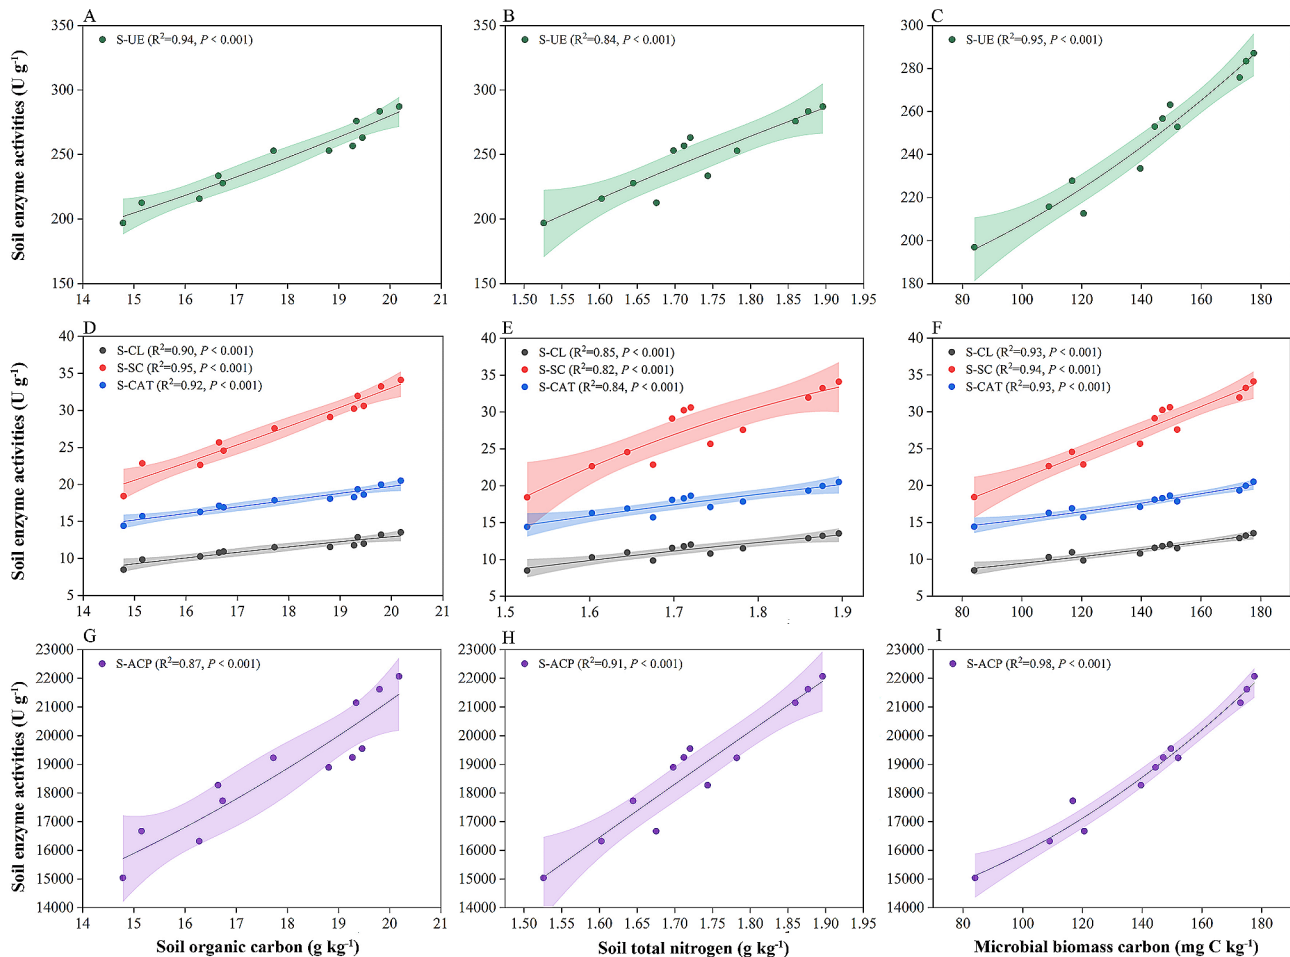 A
S-UE (R²=0.94, P < 0.001)
350
300
250
200
150
14 15 16 17 18 19 20 21
Soil enzyme activities (U g⁻¹)
B
S-UE (R²=0.84, P < 0.001)
350
300
250
200
150
1.50 1.55 1.60 1.65 1.70 1.75 1.80 1.85 1.90 1.95
C
S-UE (R²=0.95, P < 0.001)
300
280
260
240
220
200
180
80 100 120 140 160 180
D
S-CL (R²=0.90, P < 0.001)
S-SC (R²=0.95, P < 0.001)
S-CAT (R²=0.92, P < 0.001)
40
35
30
25
20
15
10
5
14 15 16 17 18 19 20 21
Soil enzyme activities (U g⁻¹)
E
S-CL (R²=0.85, P < 0.001)
S-SC (R²=0.82, P < 0.001)
S-CAT (R²=0.84, P < 0.001)
40
35
30
25
20
15
10
5
1.6 1.7 1.8 1.9
F
S-CL (R²=0.93, P < 0.001)
S-SC (R²=0.94, P < 0.001)
S-CAT (R²=0.93, P < 0.001)
40
35
30
25
20
15
10
5
80 100 120 140 160 180
G
S-ACP (R²=0.87, P < 0.001)
23000
22000
21000
20000
19000
18000
17000
16000
15000
14000
14 15 16 17 18 19 20 21
Soil enzyme activities (U g⁻¹)
Soil organic carbon (g kg⁻¹)
H
S-ACP (R²=0.91, P < 0.001)
23000
22000
21000
20000
19000
18000
17000
16000
15000
14000
1.50 1.55 1.60 1.65 1.70 1.75 1.80 1.85 1.90 1.95
Soil total nitrogen (g kg⁻¹)
I
S-ACP (R²=0.98, P < 0.001)
23000
22000
21000
20000
19000
18000
17000
16000
15000
14000
80 100 120 140 160 180
Microbial biomass carbon (mg C kg⁻¹)